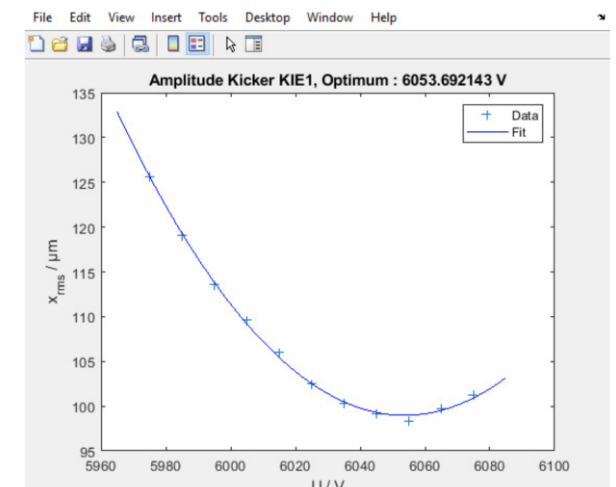 File Edit View Insert Tools Desktop Window Help
Amplitude Kicker KIE1, Optimum : 6053.692143 V
135
130
125
120
115
110
105
100
95
x_rms / µm
Data
Fit
5960 5980 6000 6020 6040 6060 6080 6100
U / V